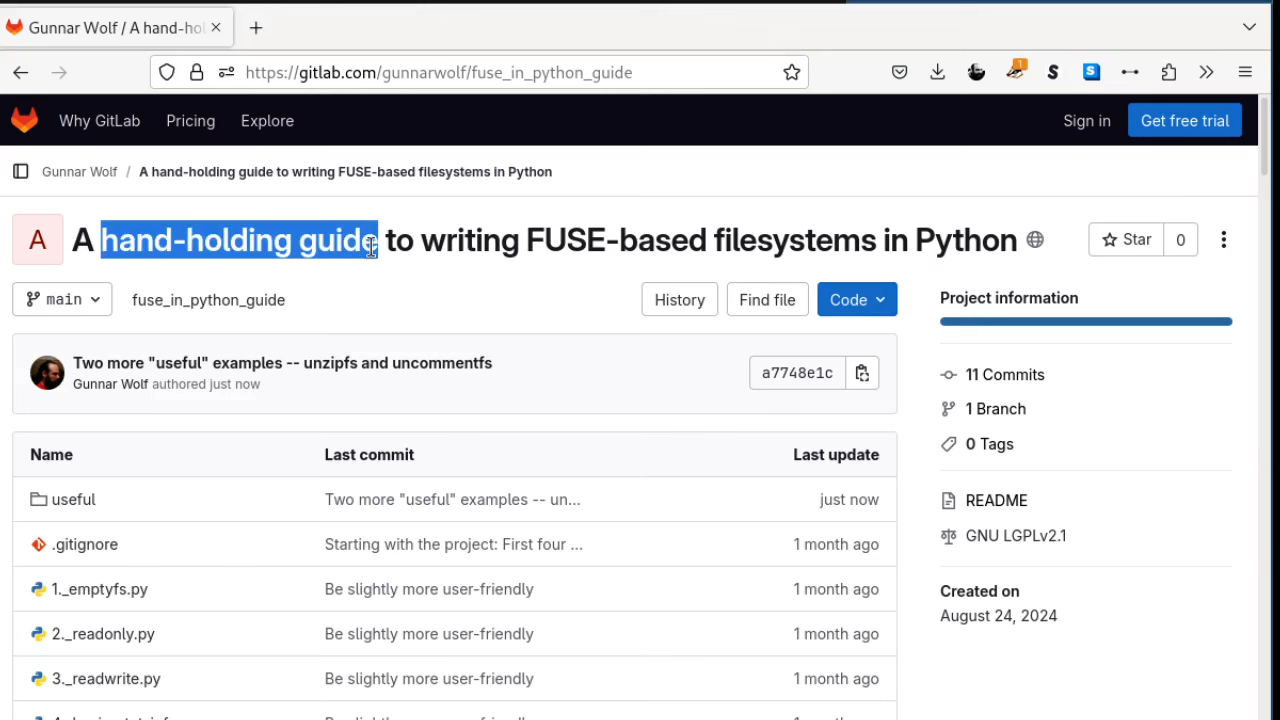 Gunnar Wolf / A hand-hol
https://gitlab.com/gunnarwolf/fuse_in_python_guide
1
S
S
Why GitLab Pricing Explore Sign in Get free trial
Gunnar Wolf / A hand-holding guide to writing FUSE-based filesystems in Python
A A hand-holding guide to writing FUSE-based filesystems in Python Star 0
main fuse_in_python_guide History Find file Code
Project information
Two more "useful" examples -- unzipfs and uncommentfs
Gunnar Wolf authored just now
a7748e1c
11 Commits
1 Branch
0 Tags
README
GNU LGPLv2.1
Created on
August 24, 2024
Name Last commit Last update
useful Two more "useful" examples -- un... just now
.gitignore Starting with the project: First four ... 1 month ago
1._emptyfs.py Be slightly more user-friendly 1 month ago
2._readonly.py Be slightly more user-friendly 1 month ago
3._readwrite.py Be slightly more user-friendly 1 month ago